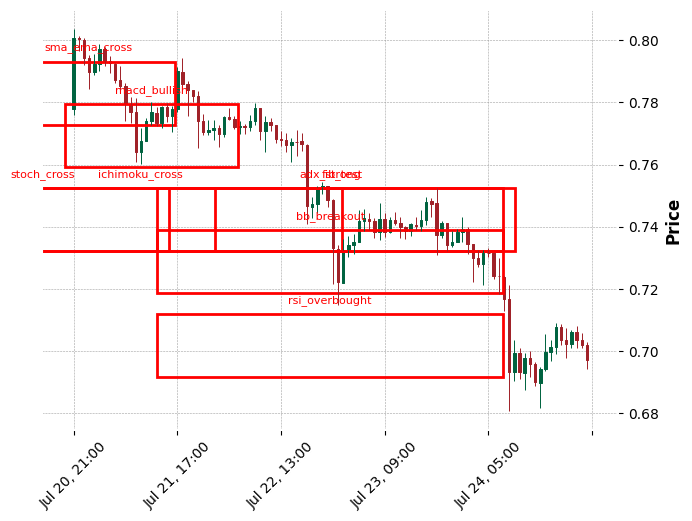 0.80
sma_ema_cross
macd_bullish
0.78
0.76
stoch_cross
ichimoku_cross
adx_strong
0.74
bb_breakout
Price
0.72
rsi_overbought
0.70
0.68
Jul 20, 21:00
Jul 21, 17:00
Jul 22, 13:00
Jul 23, 09:00
Jul 24, 05:00